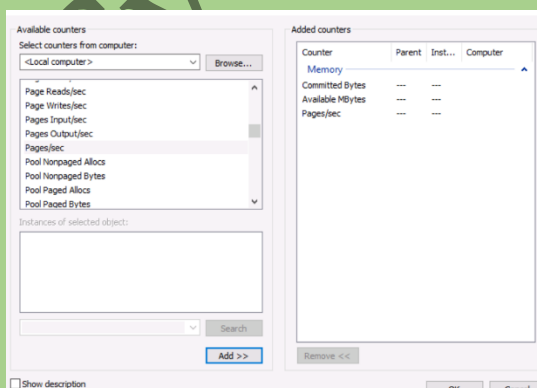 Available counters
Select counters from computer:
<Local computer>
Browse...
Page Reads/sec
Page Writes/sec
Pages Input/sec
Pages Output/sec
Pages/sec
Pool Nonpaged Allocs
Pool Nonpaged Bytes
Pool Paged Allocs
Pool Paged Bytes
Instances of selected object:
Search
Add >>
Show description
Added counters
Counter Parent Inst... Computer
Memory
Committed Bytes --- ---
Available MBytes --- ---
Pages/sec --- ---
Remove <<